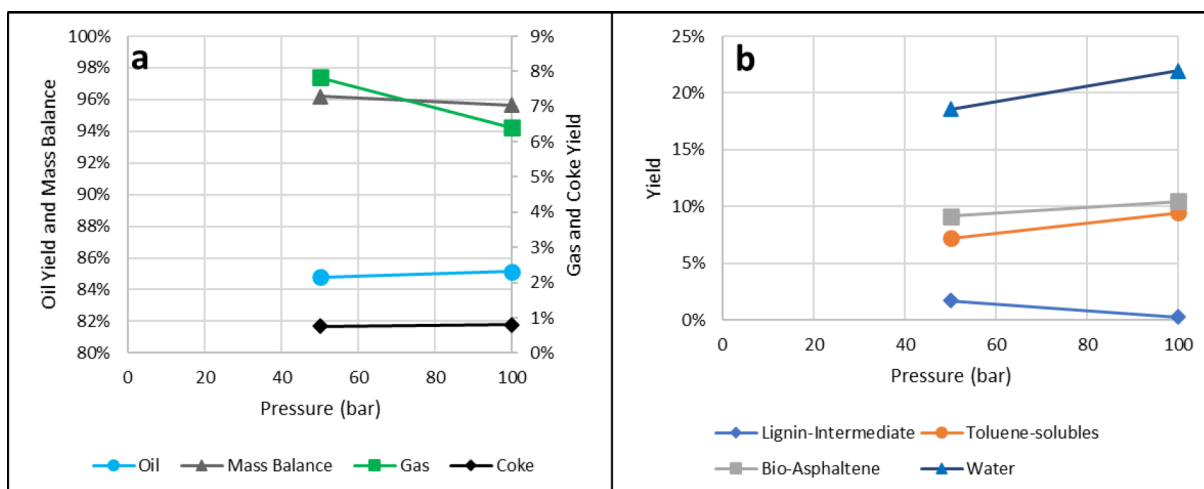 a
Oil Yield and Mass Balance
100%
98%
96%
94%
92%
90%
88%
86%
84%
82%
80%
9%
8%
7%
6%
5%
4%
3%
2%
1%
0%
Gas and Coke Yield
0 20 40 60 80 100
Pressure (bar)
Oil Mass Balance Gas Coke
b
Yield
25%
20%
15%
10%
5%
0%
0 20 40 60 80 100
Pressure (bar)
Lignin-Intermediate Toluene-solubles
Bio-Asphaltene Water